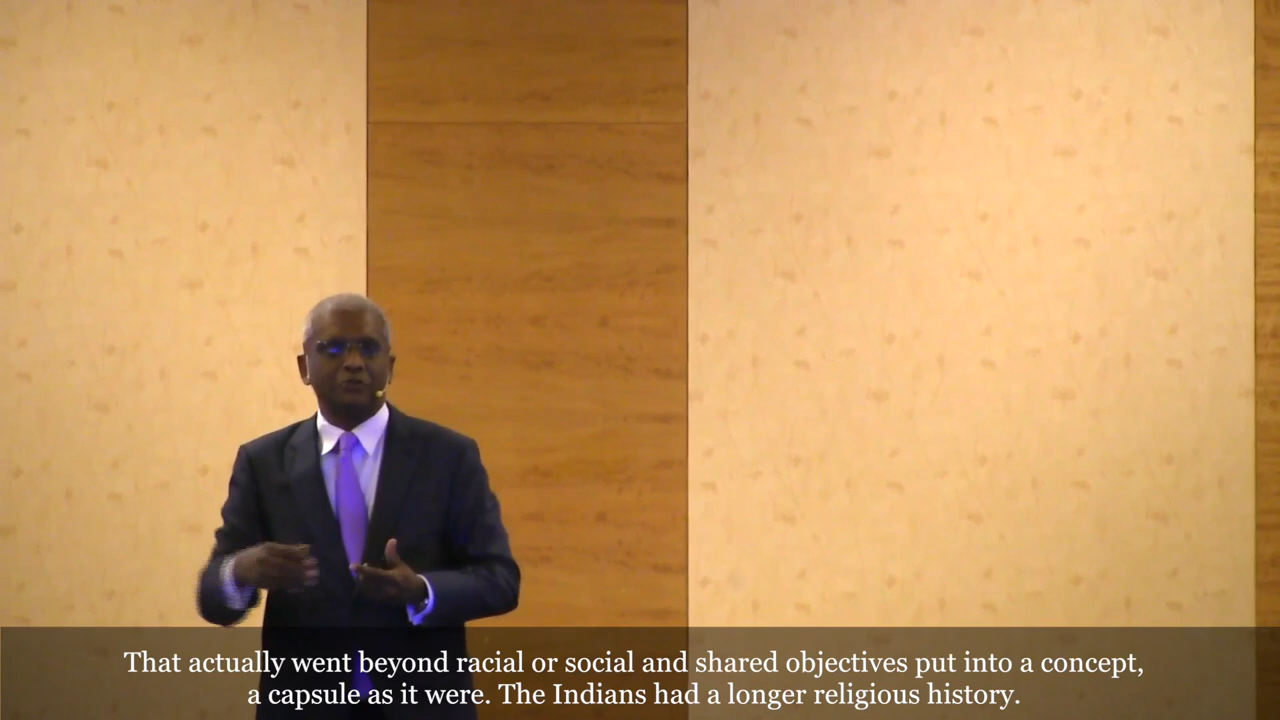 That actually went beyond racial or social and shared objectives put into a concept,
a capsule as it were. The Indians had a longer religious history.